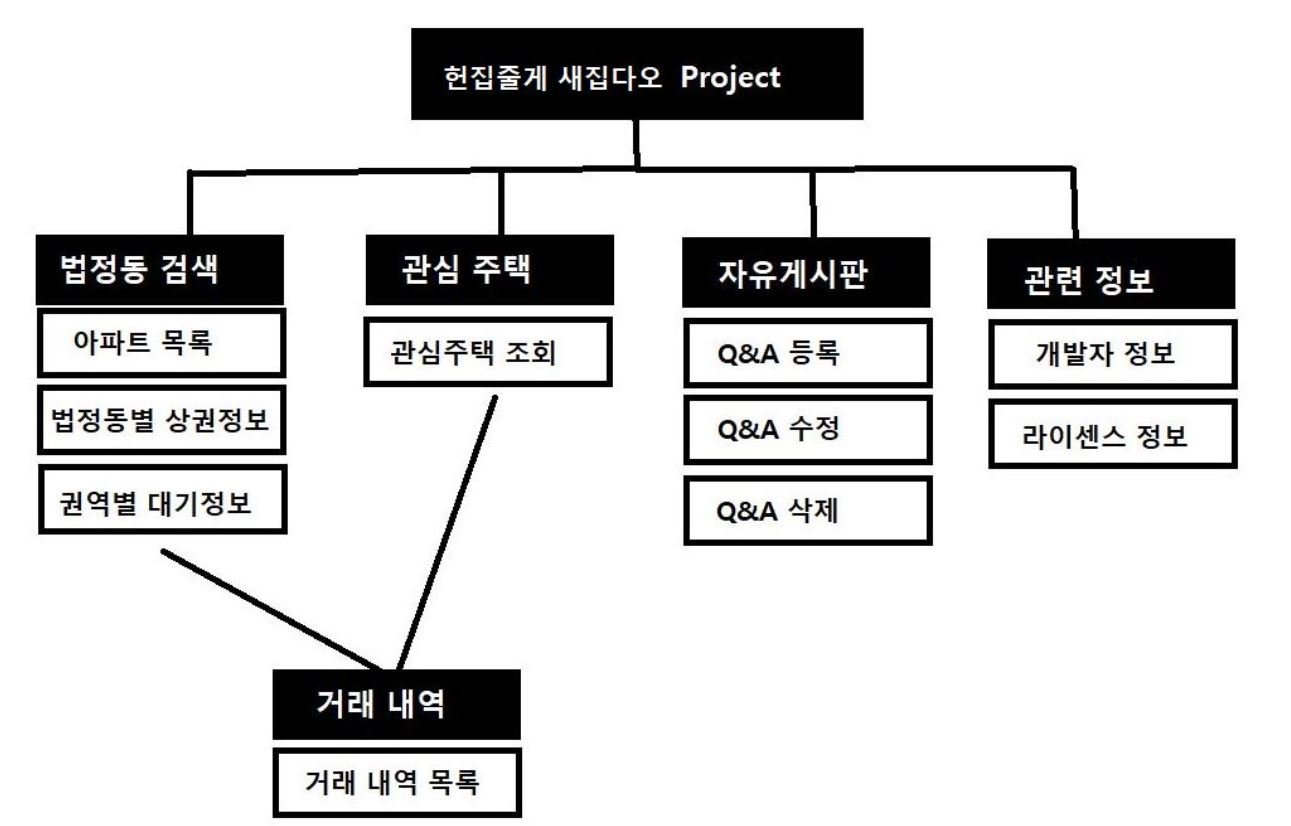 헌집줄게 새집다오 Project
법정동 검색
아파트 목록
법정동별 상권정보
권역별 대기정보
관심 주택
관심주택 조회
자유게시판
Q&A 등록
Q&A 수정
Q&A 삭제
관련 정보
개발자 정보
라이센스 정보
거래 내역
거래 내역 목록